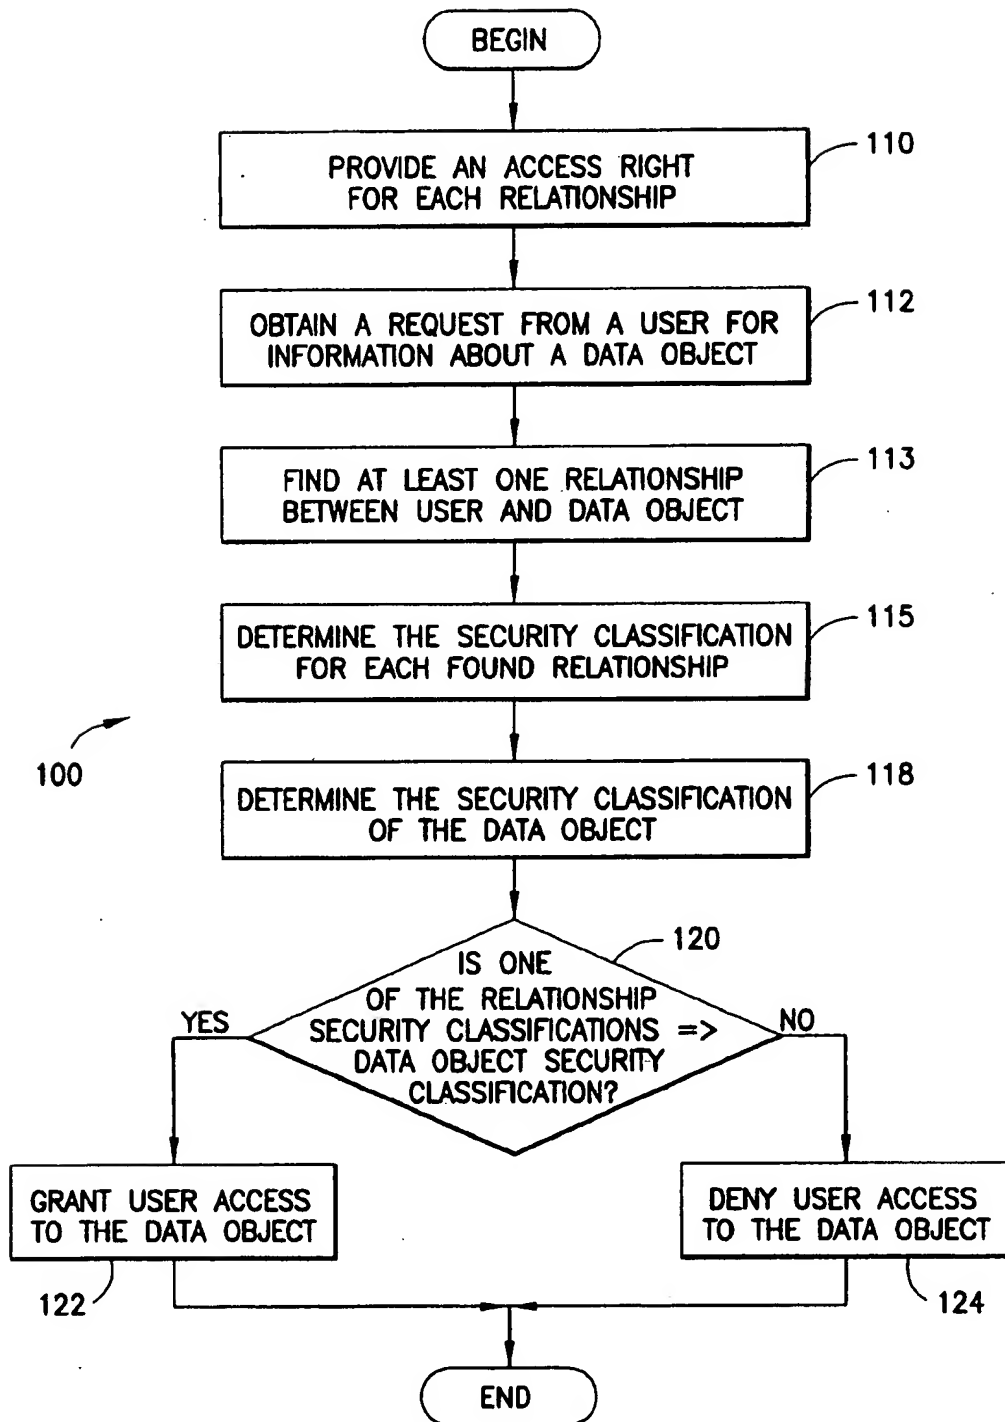 BEGIN
PROVIDE AN ACCESS RIGHT
FOR EACH RELATIONSHIP
110
OBTAIN A REQUEST FROM A USER FOR
INFORMATION ABOUT A DATA OBJECT
112
FIND AT LEAST ONE RELATIONSHIP
BETWEEN USER AND DATA OBJECT
113
DETERMINE THE SECURITY CLASSIFICATION
FOR EACH FOUND RELATIONSHIP
115
100
DETERMINE THE SECURITY CLASSIFICATION
OF THE DATA OBJECT
118
120
IS ONE
OF THE RELATIONSHIP
SECURITY CLASSIFICATIONS =>
DATA OBJECT SECURITY
CLASSIFICATION?
YES
NO
GRANT USER ACCESS
TO THE DATA OBJECT
122
DENY USER ACCESS
TO THE DATA OBJECT
124
END